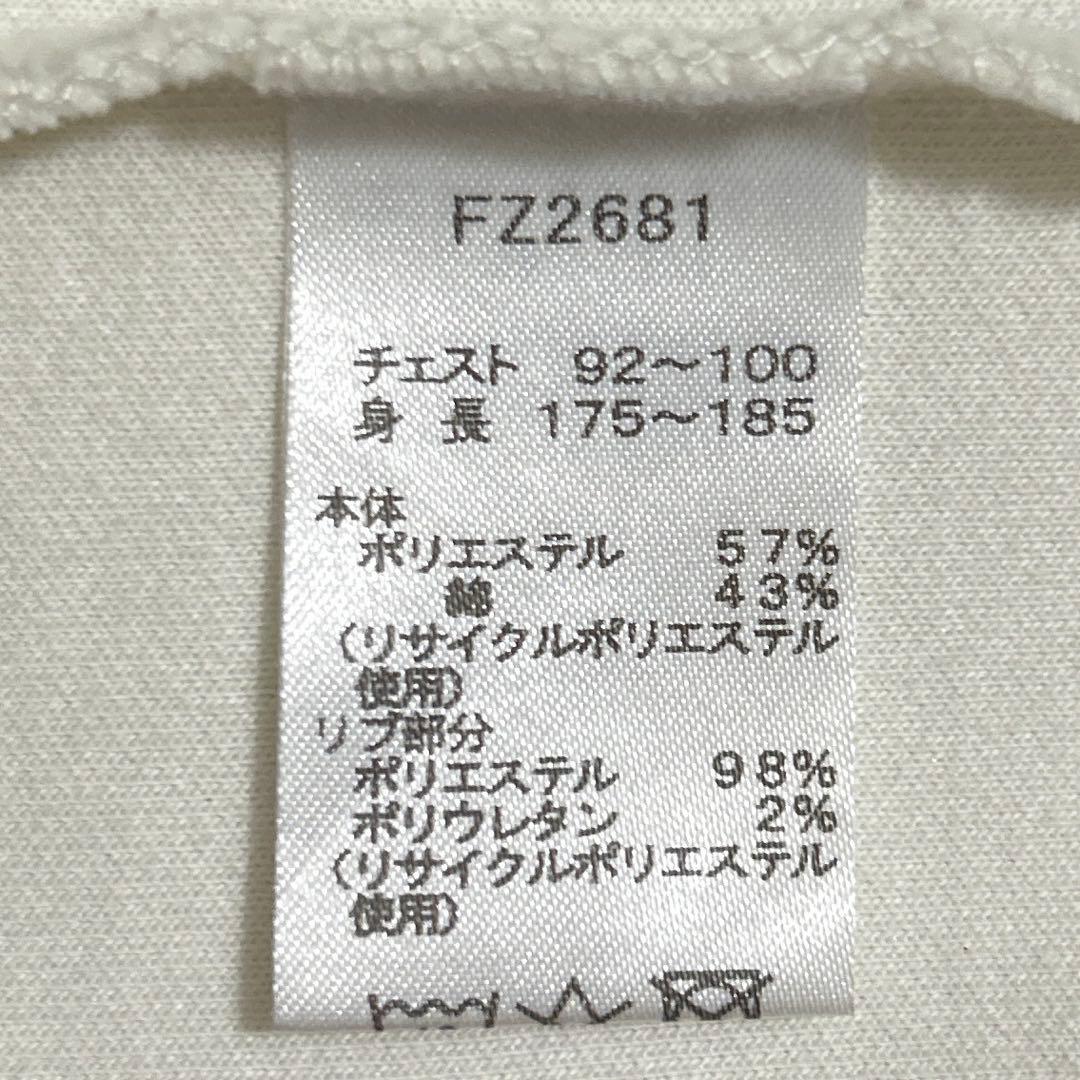 FZ2681
チェスト 92〜100
身 長 175〜185
本体
ポリエステル 57%
綿 43%
(リサイクルポリエステル
使用)
リブ部分
ポリエステル 98%
ポリウレタン 2%
(リサイクルポリエステル
使用)